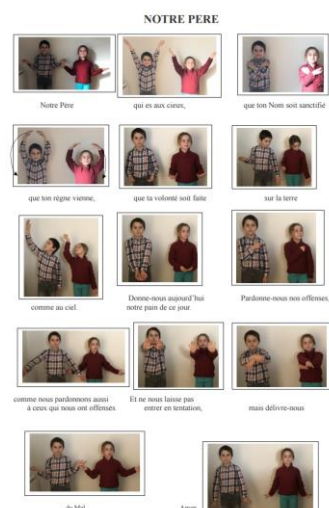 NOTRE PERE
Notre Père
qui es aux cieux,
que ton Nom soit sanctifié
que ton règne vienne,
que ta volonté soit faite
sur la terre
comme au ciel.
Donne-nous aujourd'hui
notre pain de ce jour.
Pardonne-nous nos offenses,
comme nous pardonnons aussi
à ceux qui nous ont offensés
Et ne nous laisse pas
entrer en tentation,
mais délivre-nous
du Mal.
Amen